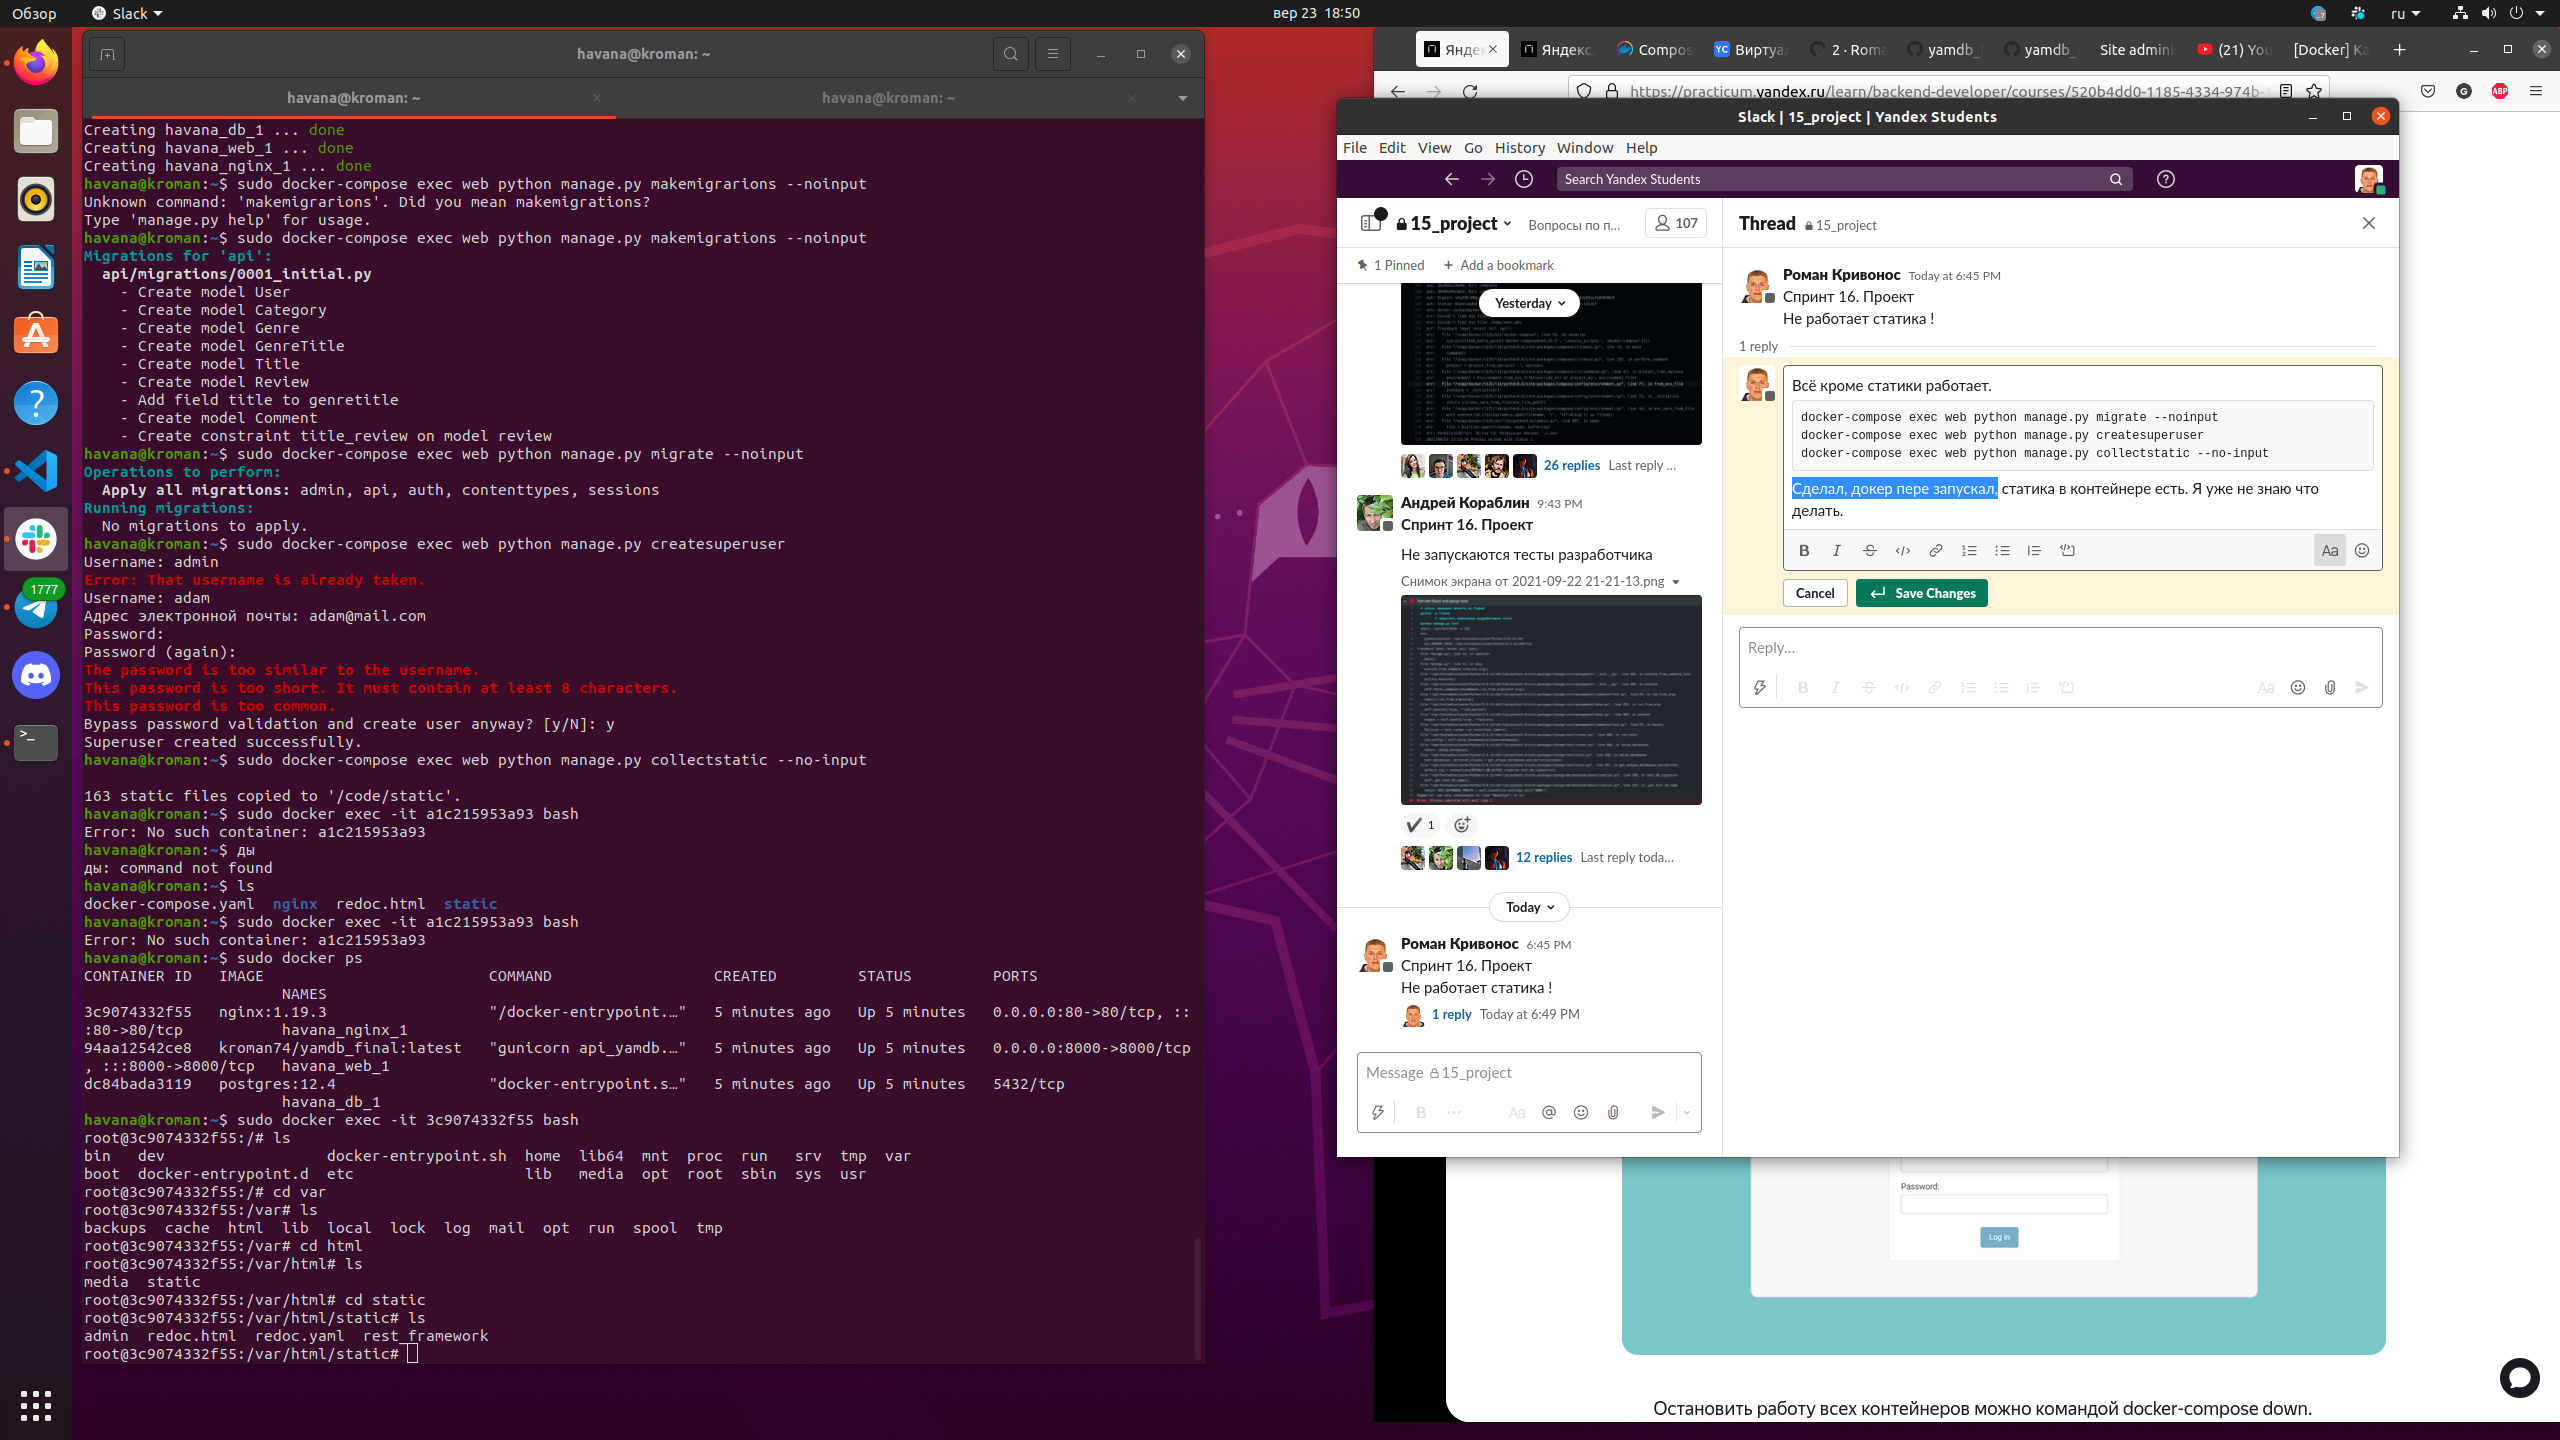 Обзор
Slack
вер 23 18:50
ru
havana@kroman: ~
havana@kroman: ~
havana@kroman: ~
Creating havana_db_1 ... done
Creating havana_web_1 ... done
Creating havana_nginx_1 ... done
havana@kroman:~$ sudo docker-compose exec web python manage.py makemigrarions --noinput
Unknown command: 'makemigrarions'. Did you mean makemigrations?
Type 'manage.py help' for usage.
havana@kroman:~$ sudo docker-compose exec web python manage.py makemigrations --noinput
Migrations for 'api':
api/migrations/0001_initial.py
- Create model User
- Create model Category
- Create model Genre
- Create model GenreTitle
- Create model Title
- Create model Review
- Add field title to genretitle
- Create model Comment
- Create constraint title_review on model review
havana@kroman:~$ sudo docker-compose exec web python manage.py migrate --noinput
Operations to perform:
Apply all migrations: admin, api, auth, contenttypes, sessions
Running migrations:
No migrations to apply.
havana@kroman:~$ sudo docker-compose exec web python manage.py createsuperuser
Username: admin
Error: That username is already taken.
Username: adam
Адрес электронной почты: adam@mail.com
Password:
Password (again):
The password is too similar to the username.
This password is too short. It must contain at least 8 characters.
This password is too common.
Bypass password validation and create user anyway? [y/N]: y
Superuser created successfully.
havana@kroman:~$ sudo docker-compose exec web python manage.py collectstatic --no-input
163 static files copied to '/code/static'.
havana@kroman:~$ sudo docker exec -it a1c215953a93 bash
Error: No such container: a1c215953a93
havana@kroman:~$ ды
ды: command not found
havana@kroman:~$ ls
docker-compose.yaml nginx redoc.html static
havana@kroman:~$ sudo docker exec -it a1c215953a93 bash
Error: No such container: a1c215953a93
havana@kroman:~$ sudo docker ps
CONTAINER ID IMAGE COMMAND CREATED STATUS PORTS
NAMES
3c9074332f55 nginx:1.19.3 "/docker-entrypoint.…" 5 minutes ago Up 5 minutes 0.0.0.0:80->80/tcp, ::
:80->80/tcp havana_nginx_1
94aa12542ce8 kroman74/yamdb_final:latest "gunicorn api_yamdb.…" 5 minutes ago Up 5 minutes 0.0.0.0:8000->8000/tcp
, :::8000->8000/tcp havana_web_1
dc84bada3119 postgres:12.4 "docker-entrypoint.s…" 5 minutes ago Up 5 minutes 5432/tcp
havana_db_1
havana@kroman:~$ sudo docker exec -it 3c9074332f55 bash
root@3c9074332f55:/# ls
bin dev docker-entrypoint.sh home lib64 mnt proc run srv tmp var
boot docker-entrypoint.d etc lib media opt root sbin sys usr
root@3c9074332f55:/# cd var
root@3c9074332f55:/var# ls
backups cache html lib local lock log mail opt run spool tmp
root@3c9074332f55:/var# cd html
root@3c9074332f55:/var/html# ls
media static
root@3c9074332f55:/var/html# cd static
root@3c9074332f55:/var/html/static# ls
admin redoc.html redoc.yaml rest_framework
root@3c9074332f55:/var/html/static#
1777
Яндек
Яндекс.
Compos
YC Виртуал
2 · Roma
yamdb_
yamdb_
Site admini
(21) You
[Docker] Ка
https://practicum.yandex.ru/learn/backend-developer/courses/520b4dd0-1185-4334-974b-1
ABP
Slack | 15_project | Yandex Students
File Edit View Go History Window Help
Search Yandex Students
15_project
Вопросы по п...
107
1 Pinned
Add a bookmark
Yesterday
26 replies Last reply ...
Андрей Кораблин 9:43 PM
Спринт 16. Проект
Не запускаются тесты разработчика
Снимок экрана от 2021-09-22 21-21-13.png
1
12 replies Last reply toda...
Today
Роман Кривонос 6:45 PM
Спринт 16. Проект
Не работает статика !
1 reply Today at 6:49 PM
Message 15_project
Thread 15_project
Роман Кривонос Today at 6:45 PM
Спринт 16. Проект
Не работает статика !
1 reply
Всё кроме статики работает.
docker-compose exec web python manage.py migrate --noinput
docker-compose exec web python manage.py createsuperuser
docker-compose exec web python manage.py collectstatic --no-input
Сделал, докер пере запускал, статика в контейнере есть. Я уже не знаю что
делать.
Cancel
Save Changes
Reply...
Password:
Log in
Остановить работу всех контейнеров можно командой docker-compose down.